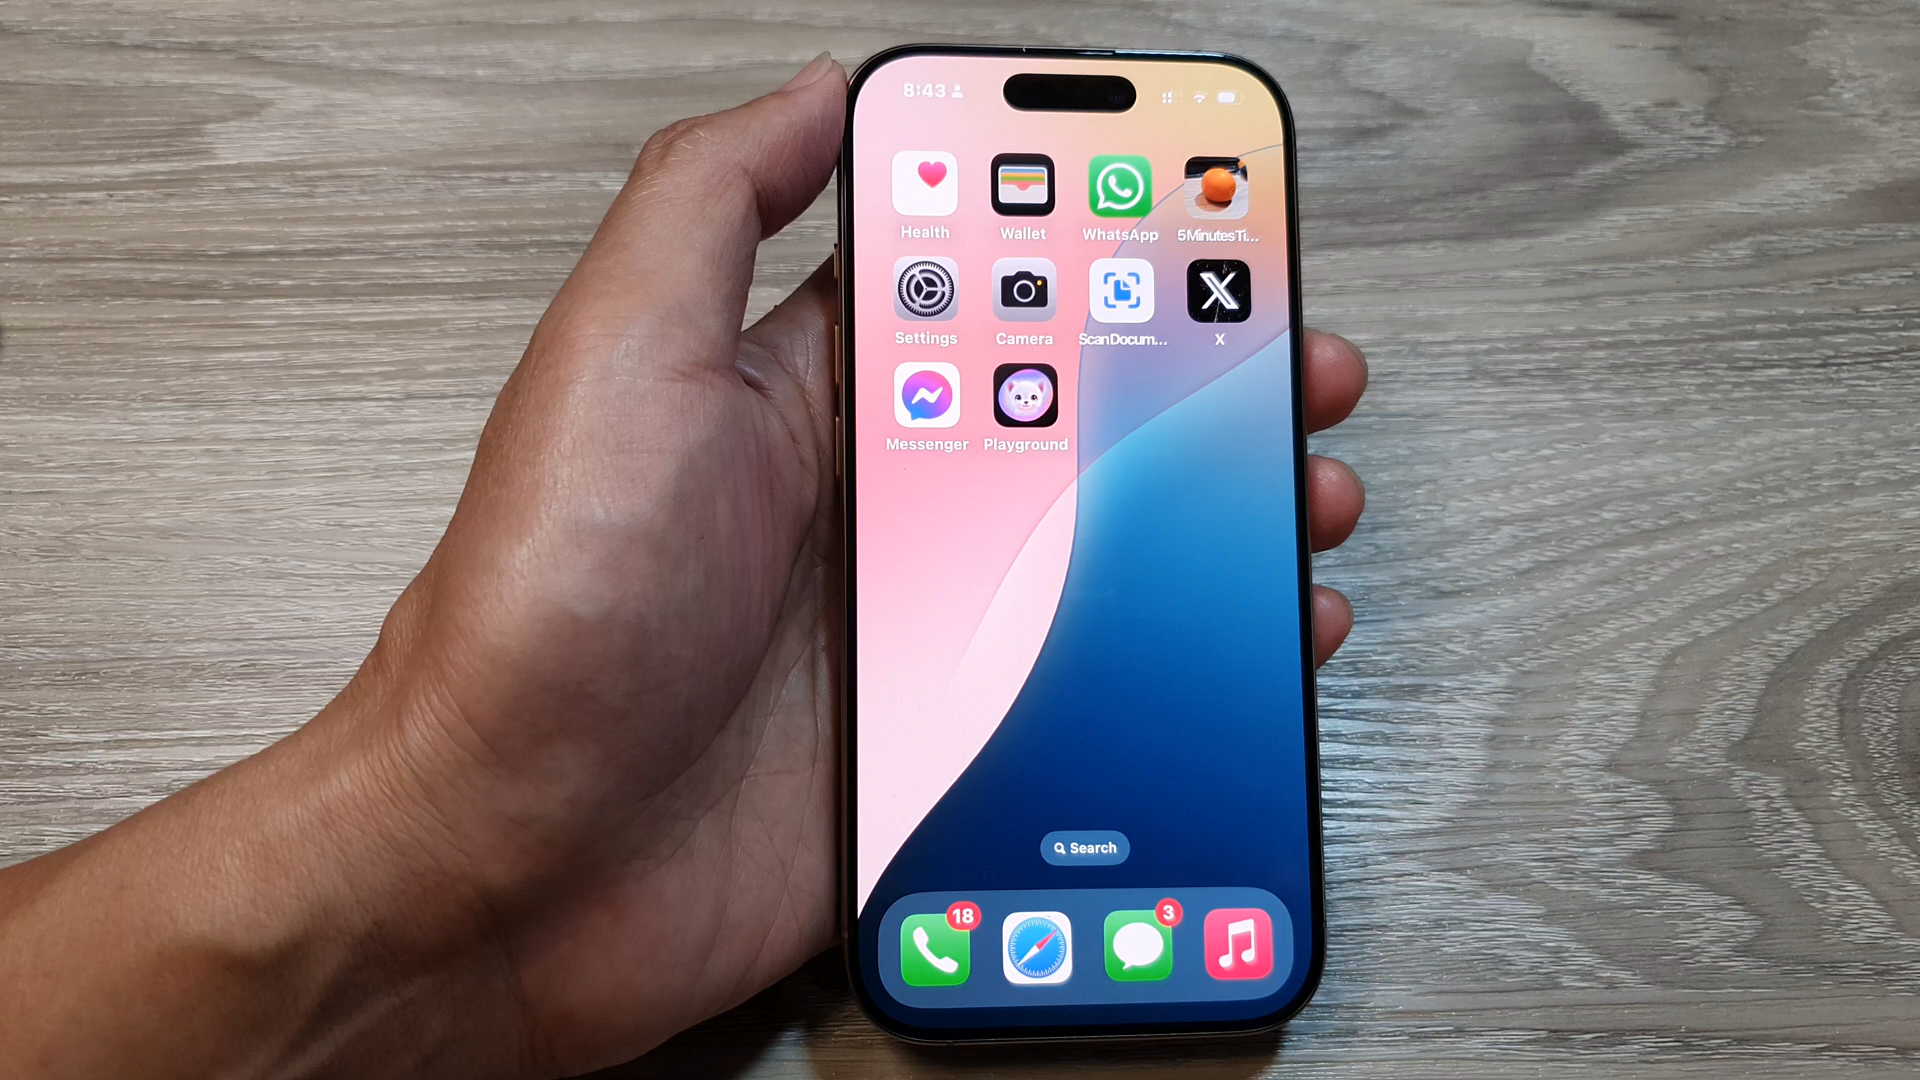 8:43
Health Wallet WhatsApp 5MinutesTi...
Settings Camera ScanDocum... X
Messenger Playground
Search
18 3